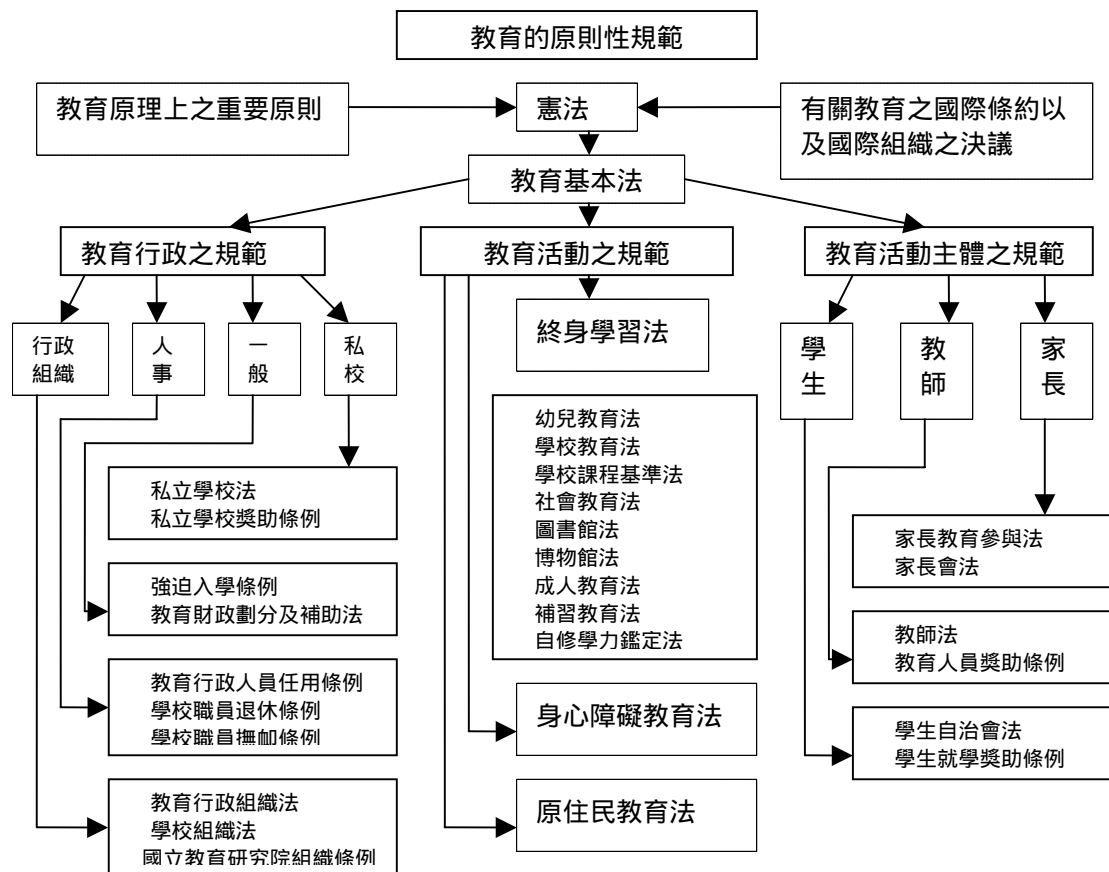 教育的原則性規範
教育原理上之重要原則
憲法
有關教育之國際條約以
及國際組織之決議
教育基本法
教育行政之規範
教育活動之規範
教育活動主體之規範
行政
組織
人
事
一
般
私
校
終身學習法
學
生
教
師
家
長
私立學校法
私立學校獎助條例
強迫入學條例
教育財政劃分及補助法
教育行政人員任用條例
學校職員退休條例
學校職員撫卹條例
教育行政組織法
學校組織法
國立教育研究院組織條例
幼兒教育法
學校教育法
學校課程基準法
社會教育法
圖書館法
博物館法
成人教育法
補習教育法
自修學力鑑定法
身心障礙教育法
原住民教育法
家長教育參與法
家長會法
教師法
教育人員獎助條例
學生自治會法
學生就學獎助條例